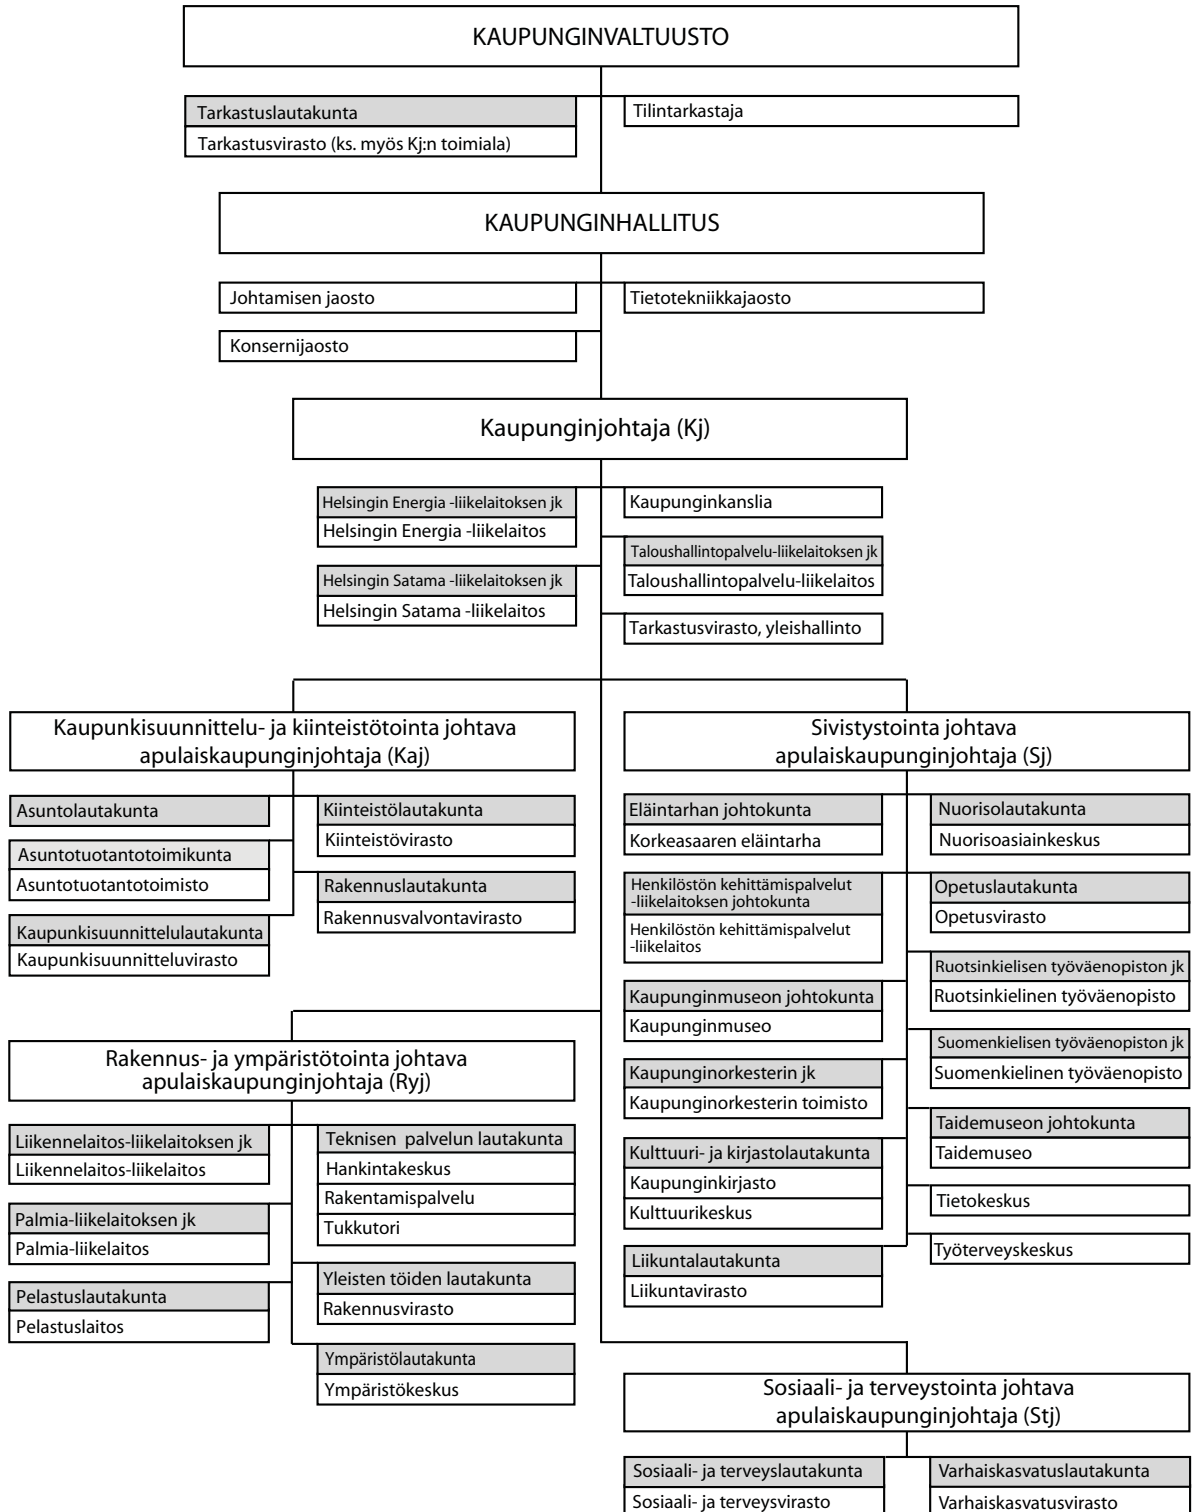 KAUPUNGINVALTUUSTO
Tarkastuslautakunta
Tarkastusvirasto (ks. myös Kj:n toimiala)
Tilintarkastaja
KAUPUNGINHALLITUS
Johtamisen jaosto
Tietotekniikkajaosto
Konsernijaosto
Kaupunginjohtaja (Kj)
Helsingin Energia -liikelaitoksen jk
Helsingin Energia -liikelaitos
Kaupunginkanslia
Taloushallintopalvelu-liikelaitoksen jk
Taloushallintopalvelu-liikelaitos
Helsingin Satama -liikelaitoksen jk
Helsingin Satama -liikelaitos
Tarkastusvirasto, yleishallinto
Kaupunkisuunnittelu- ja kiinteistötointa johtava
apulaiskaupunginjohtaja (Kaj)
Asuntolautakunta
Asuntotuotantotoimikunta
Asuntotuotantotoimisto
Kaupunkisuunnittelulautakunta
Kaupunkisuunnitteluvirasto
Kiinteistölautakunta
Kiinteistövirasto
Rakennuslautakunta
Rakennusvalvontavirasto
Sivistystointa johtava
apulaiskaupunginjohtaja (Sj)
Eläintarhan johtokunta
Korkeasaaren eläintarha
Henkilöstön kehittämispalvelut
-liikelaitoksen johtokunta
Henkilöstön kehittämispalvelut
-liikelaitos
Kaupunginmuseon johtokunta
Kaupunginmuseo
Kaupunginorkesterin jk
Kaupunginorkesterin toimisto
Kulttuuri- ja kirjastolautakunta
Kaupunginkirjasto
Kulttuurikeskus
Liikuntalautakunta
Liikuntavirasto
Nuorisolautakunta
Nuorisoasiainkeskus
Opetuslautakunta
Opetusvirasto
Ruotsinkielisen työväenopiston jk
Ruotsinkielinen työväenopisto
Suomenkielisen työväenopiston jk
Suomenkielinen työväenopisto
Taidemuseon johtokunta
Taidemuseo
Tietokeskus
Työterveyskeskus
Rakennus- ja ympäristötointa johtava
apulaiskaupunginjohtaja (Ryj)
Liikennelaitos-liikelaitoksen jk
Liikennelaitos-liikelaitos
Palmia-liikelaitoksen jk
Palmia-liikelaitos
Pelastuslautakunta
Pelastuslaitos
Teknisen palvelun lautakunta
Hankintakeskus
Rakentamispalvelu
Tukkutori
Yleisten töiden lautakunta
Rakennusvirasto
Ympäristölautakunta
Ympäristökeskus
Sosiaali- ja terveystointa johtava
apulaiskaupunginjohtaja (Stj)
Sosiaali- ja terveyslautakunta
Sosiaali- ja terveysvirasto
Varhaiskasvatuslautakunta
Varhaiskasvatusvirasto